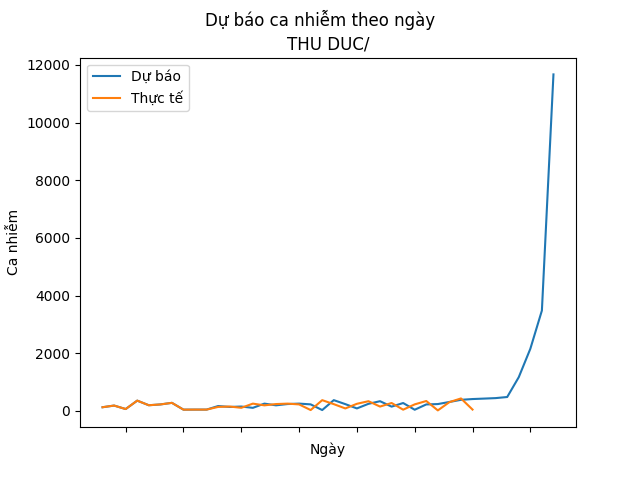 Dự báo ca nhiễm theo ngày
THU DUC/
12000
10000
8000
6000
4000
2000
0
Ca nhiễm
Dự báo
Thực tế
Ngày